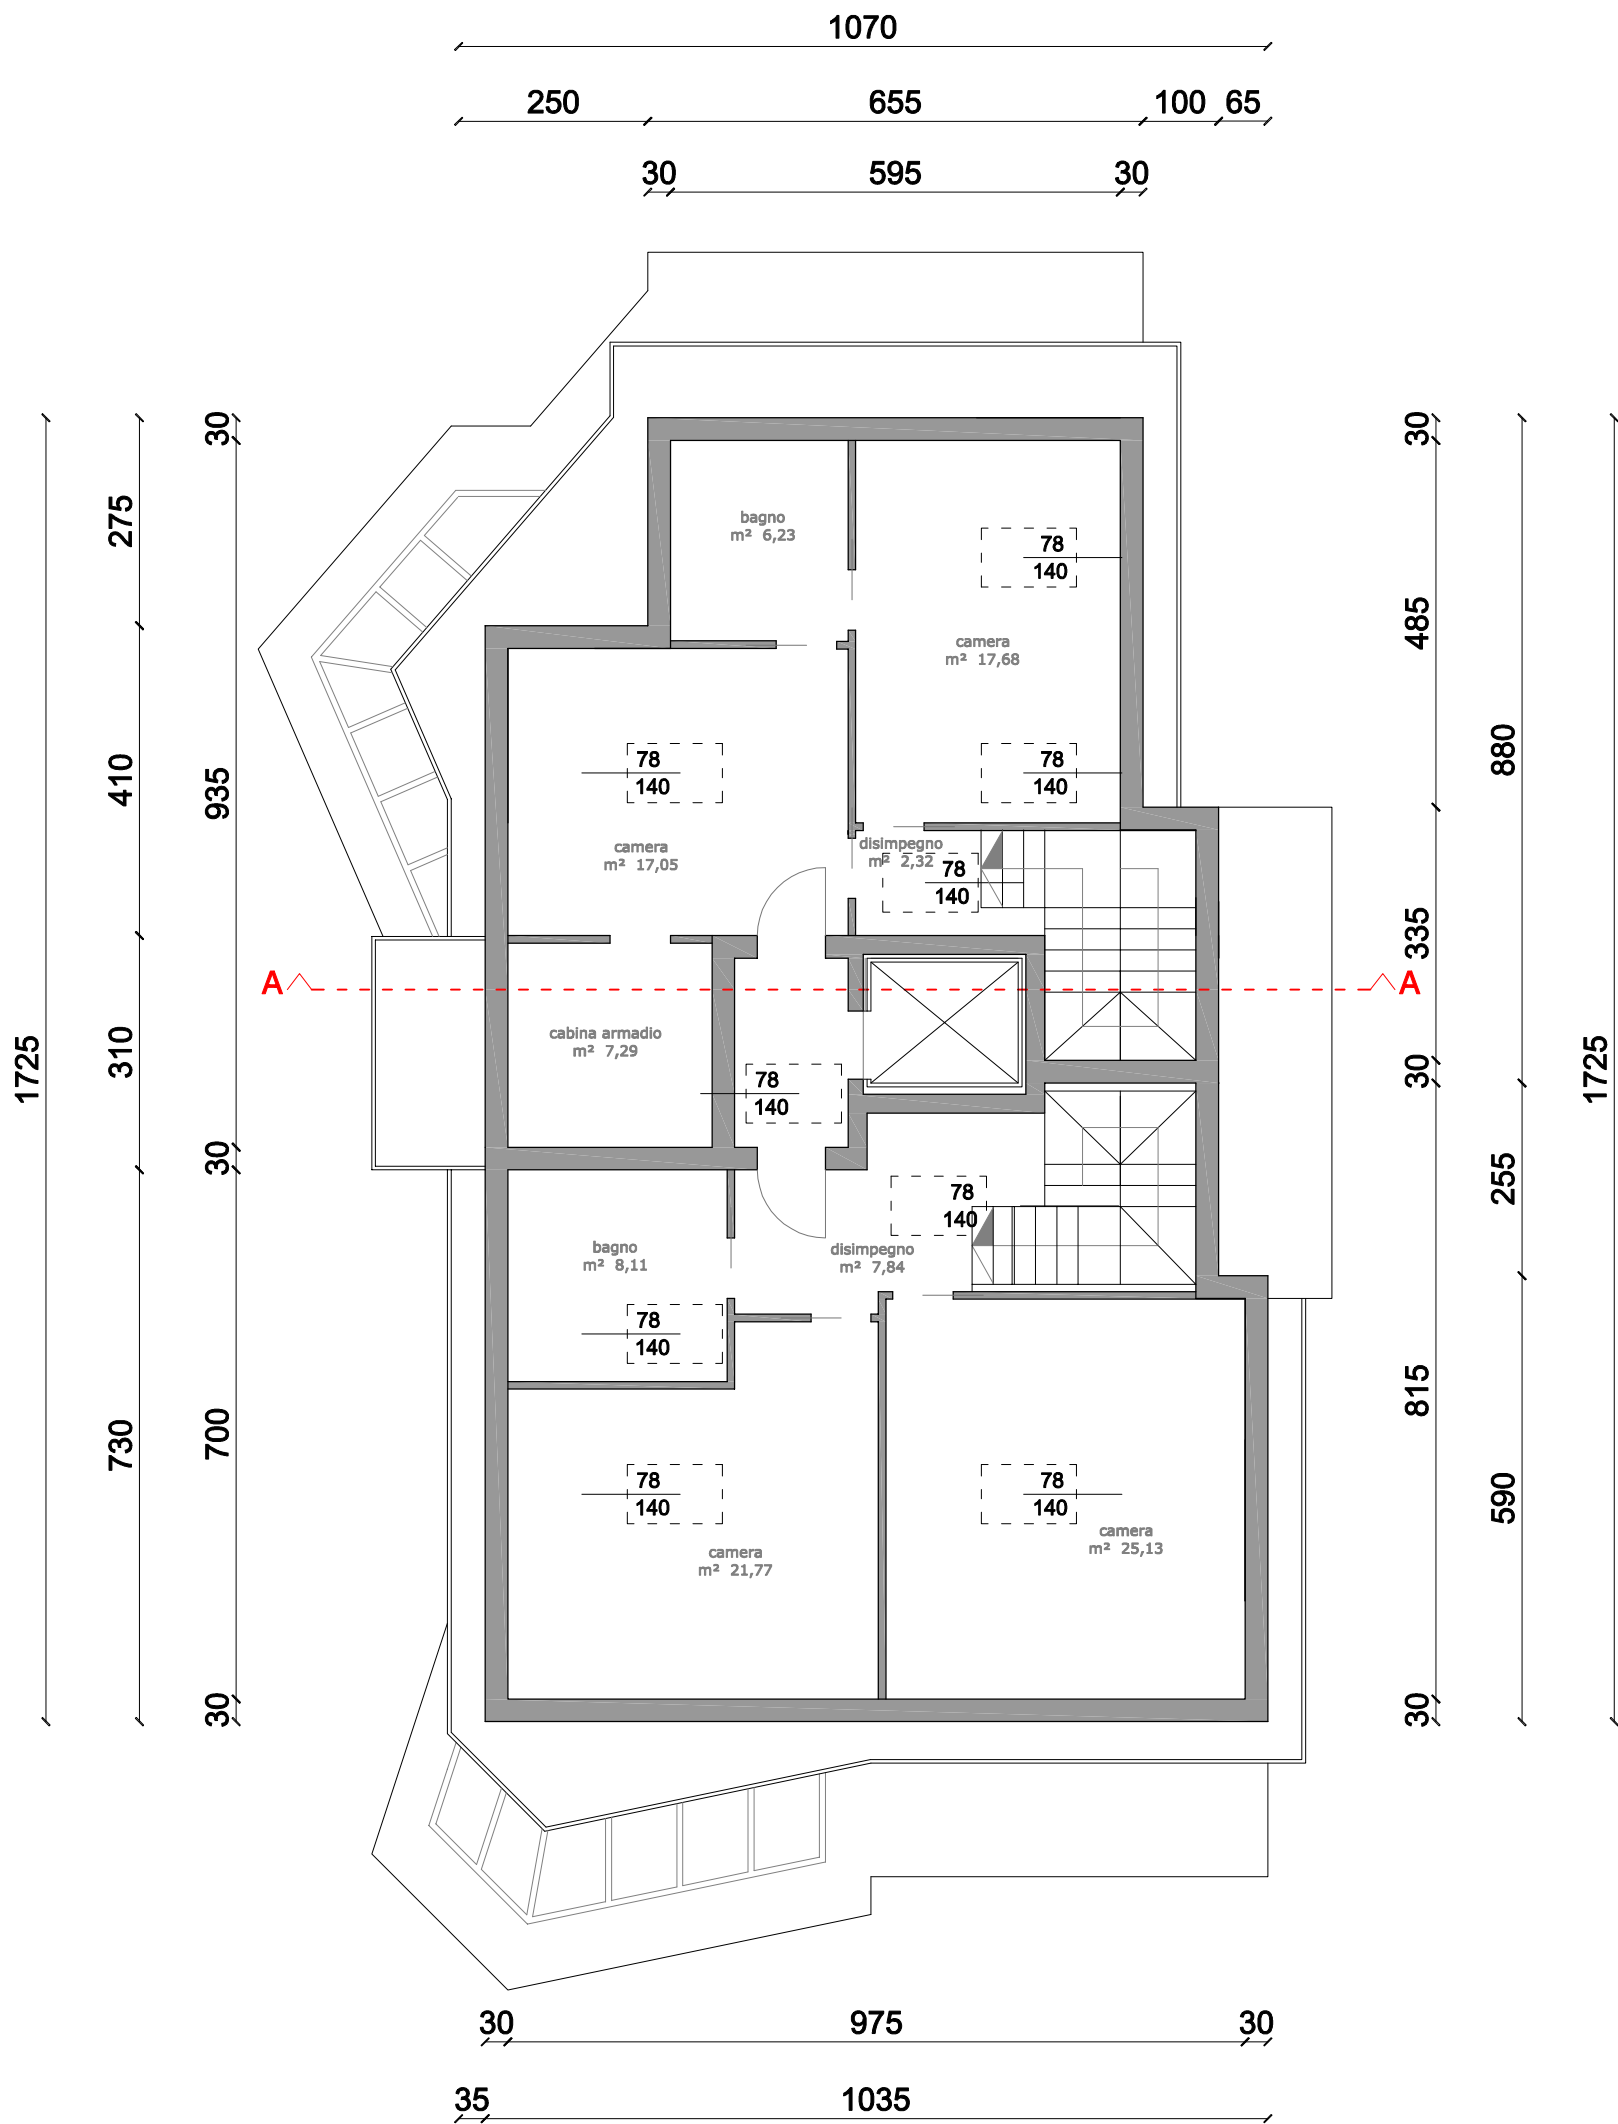 1070
250 655 100 65
30 595 30
30 30
275
bagno
m² 6,23
78
140
485
camera
m² 17,68
880
410
935
78
140
78
140
camera
m² 17,05
disimpegno
m² 2,32
78
140
335
A A
1725
310
cabina armadio
m² 7,29
1725
30
78
140
30
255
78
140
bagno
m² 8,11
disimpegno
m² 7,84
78
140
815
730
700
78
140
78
140
590
camera
m² 25,13
camera
m² 21,77
30 30
30 975 30
35 1035